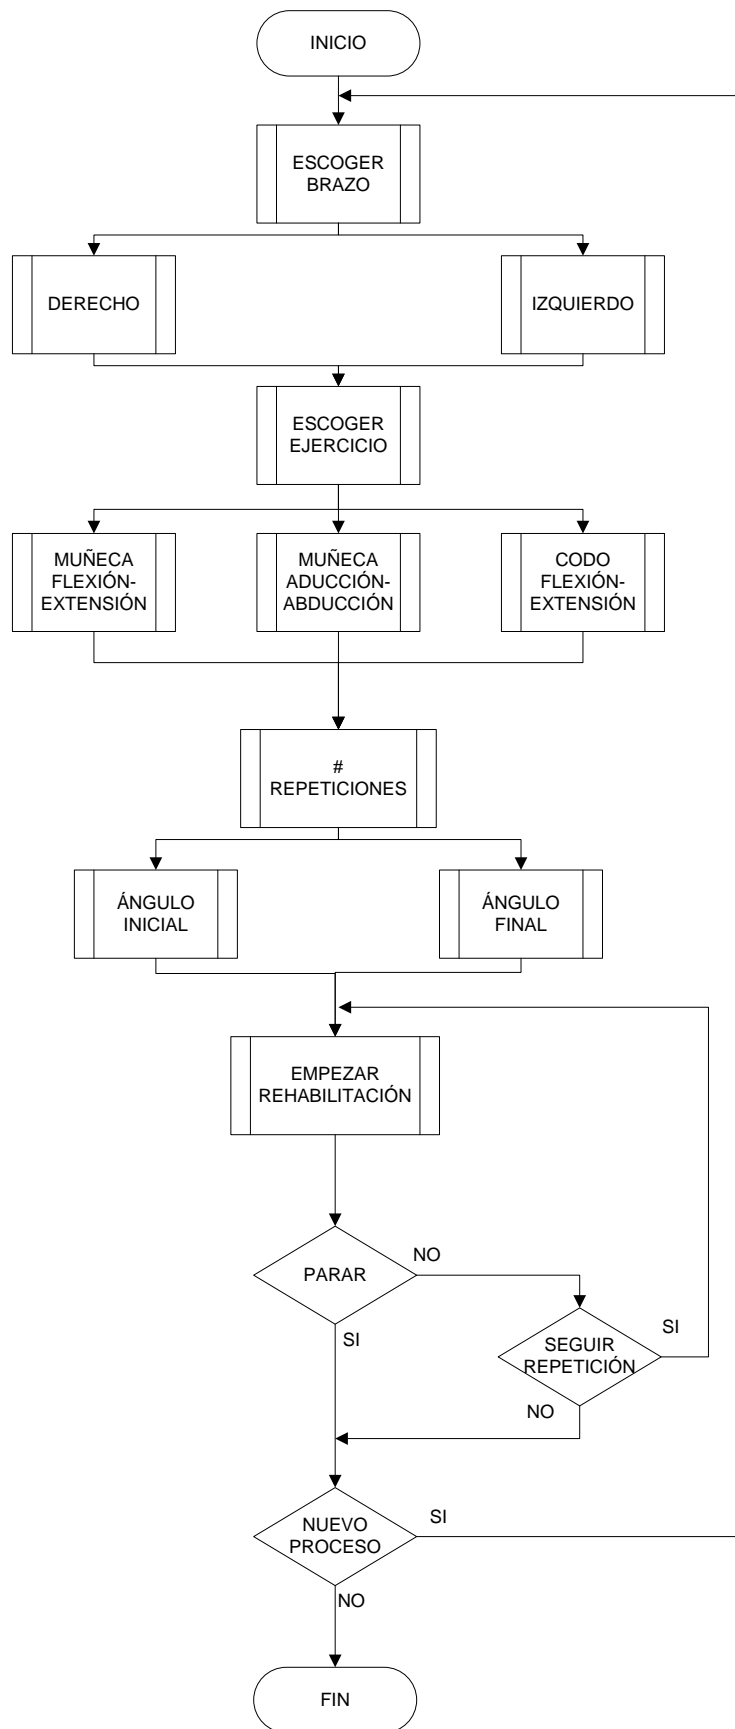 INICIO
ESCOGER
BRAZO
DERECHO
IZQUIERDO
ESCOGER
EJERCICIO
MUÑECA
FLEXIÓN-
EXTENSIÓN
MUÑECA
ADUCCIÓN-
ABDUCCIÓN
CODO
FLEXIÓN-
EXTENSIÓN
#
REPETICIONES
ÁNGULO
INICIAL
ÁNGULO
FINAL
EMPEZAR
REHABILITACIÓN
PARAR
NO
SI
SEGUIR
REPETICIÓN
SI
NO
NUEVO
PROCESO
SI
NO
FIN